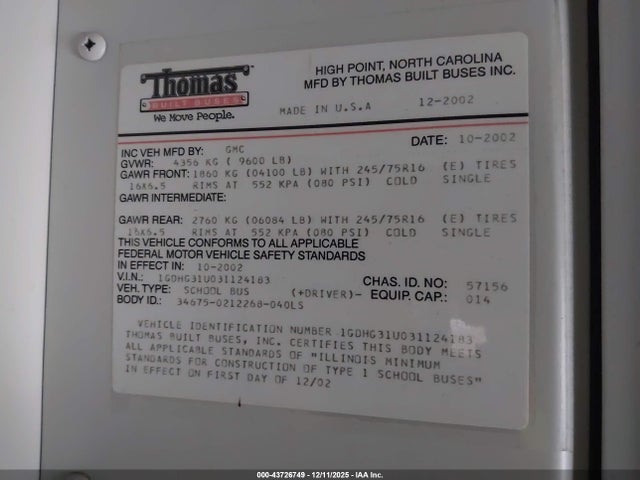 Thomas™
BUILT BUSES®
We Move People.
HIGH POINT, NORTH CAROLINA
MFD BY THOMAS BUILT BUSES INC.
MADE IN U.S.A 12-2002
INC VEH MFD BY: GMC DATE: 10-2002
GVWR: 4356 KG ( 9600 LB)
GAWR FRONT: 1860 KG (04100 LB) WITH 245/75R16 (E) TIRES
16X6.5 RIMS AT 552 KPA (080 PSI) COLD SINGLE
GAWR INTERMEDIATE:
GAWR REAR: 2760 KG (06084 LB) WITH 245/75R16 (E) TIRES
16X6.5 RIMS AT 552 KPA (080 PSI) COLD SINGLE
THIS VEHICLE CONFORMS TO ALL APPLICABLE
FEDERAL MOTOR VEHICLE SAFETY STANDARDS
IN EFFECT IN: 10-2002
V.I.N.: 1GDHG31U031124183 CHAS. ID NO: 57156
VEH. TYPE: SCHOOL BUS (+DRIVER)- EQUIP. CAP.: 014
BODY ID.: 34675-0212268-040LS
VEHICLE IDENTIFICATION NUMBER 1GDHG31U031124183
THOMAS BUILT BUSES, INC. CERTIFIES THIS BODY MEETS
ALL APPLICABLE STANDARDS OF "ILLINOIS MINIMUM
STANDARDS FOR CONSTRUCTION OF TYPE 1 SCHOOL BUSES"
IN EFFECT ON FIRST DAY OF 12/02
000-43726749 - 12/11/2025 - IAA Inc.